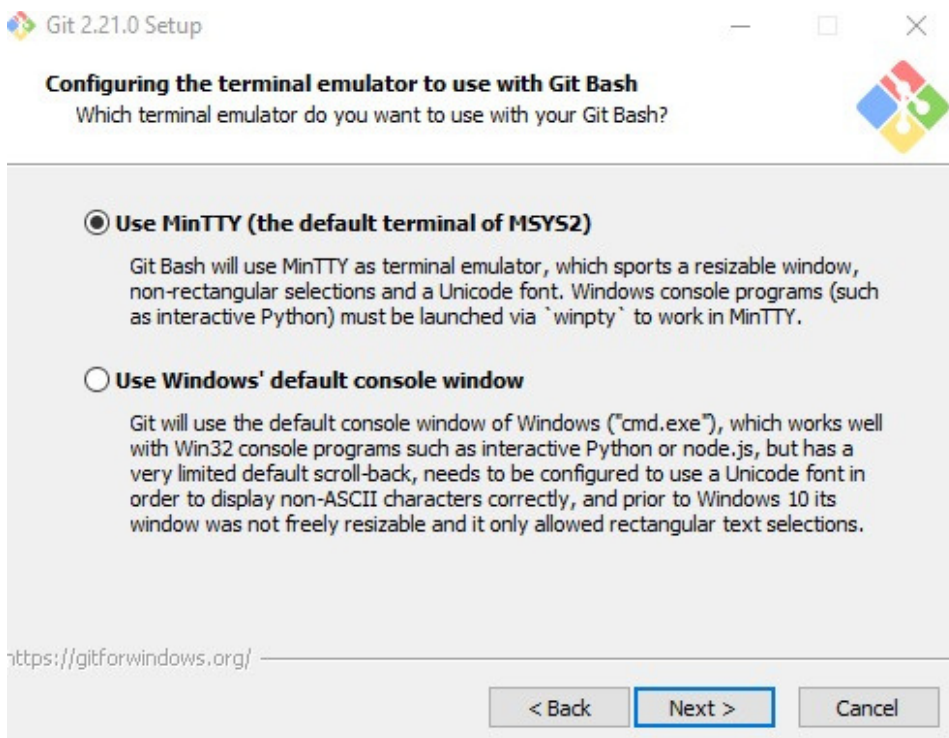 Git 2.21.0 Setup
Configuring the terminal emulator to use with Git Bash
Which terminal emulator do you want to use with your Git Bash?
Use MinTTY (the default terminal of MSYS2)
Git Bash will use MinTTY as terminal emulator, which sports a resizable window,
non-rectangular selections and a Unicode font. Windows console programs (such
as interactive Python) must be launched via `winpty` to work in MinTTY.
Use Windows' default console window
Git will use the default console window of Windows ("cmd.exe"), which works well
with Win32 console programs such as interactive Python or node.js, but has a
very limited default scroll-back, needs to be configured to use a Unicode font in
order to display non-ASCII characters correctly, and prior to Windows 10 its
window was not freely resizable and it only allowed rectangular text selections.
https://gitforwindows.org/
< Back Next > Cancel